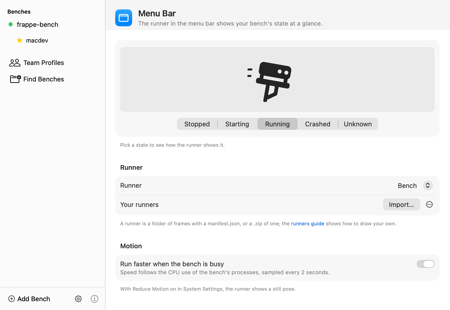 Benches
frappe-bench
macdev
Team Profiles
Find Benches
Add Bench
Menu Bar
The runner in the menu bar shows your bench's state at a glance.
Stopped
Starting
Running
Crashed
Unknown
Pick a state to see how the runner shows it.
Runner
Runner
Bench
Your runners
Import...
A runner is a folder of frames with a manifest.json, or a .zip of one; the runners guide shows how to draw your own.
Motion
Run faster when the bench is busy
Speed follows the CPU use of the bench's processes, sampled every 2 seconds.
With Reduce Motion on in System Settings, the runner shows a still pose.